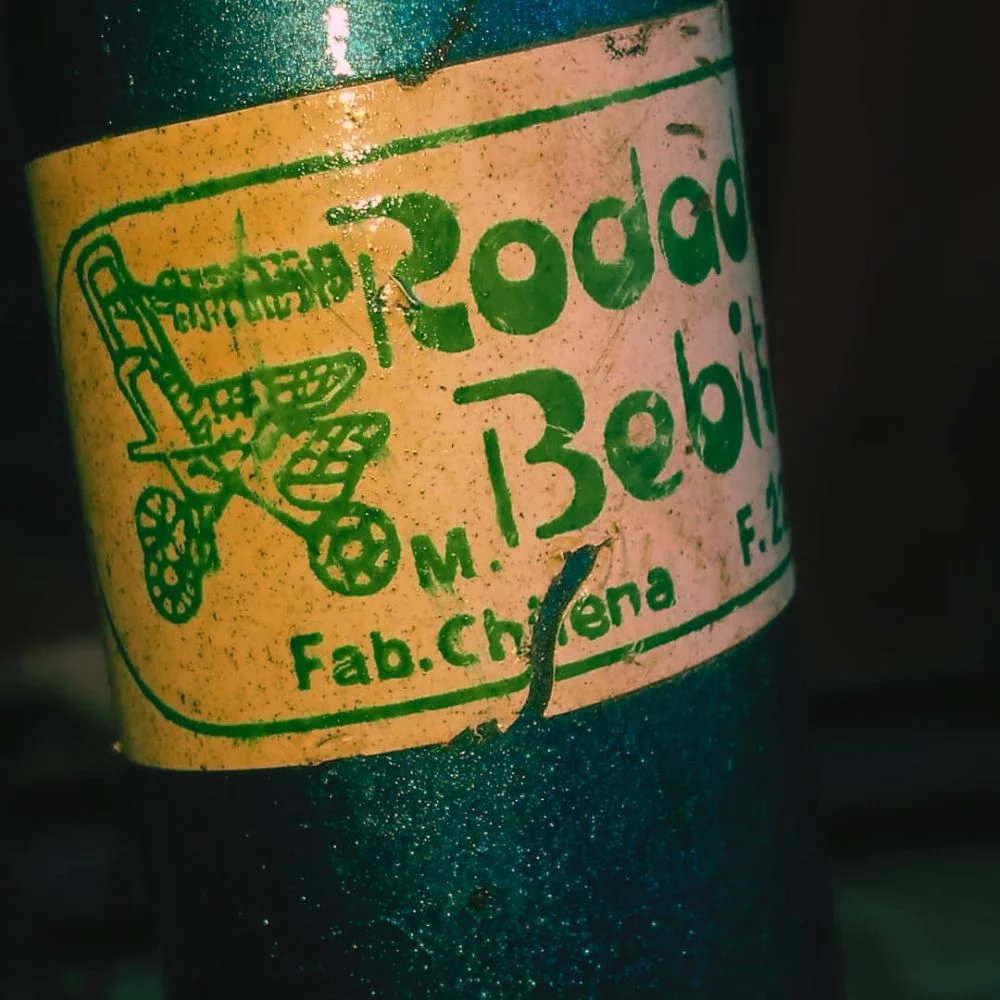 Rodad
Bebit
M. F. 2
Fab. Chilena